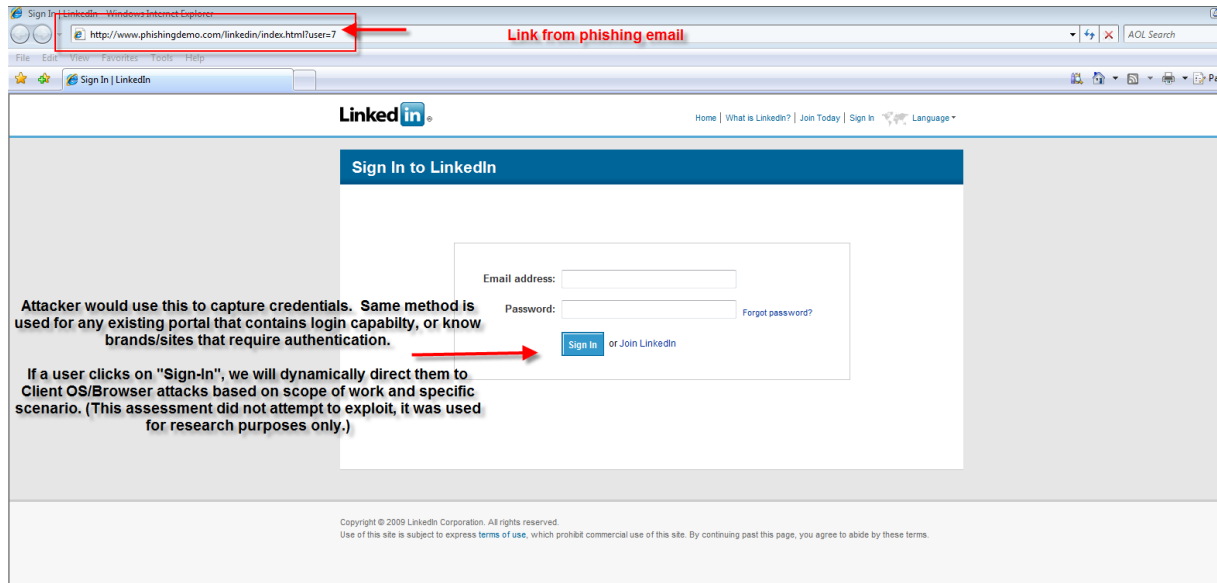 Sign In | LinkedIn - Windows Internet Explorer
http://www.phishingdemo.com/linkedin/index.html?user=7
Link from phishing email
AOL Search
File Edit View Favorites Tools Help
Sign In | LinkedIn
Linked in ®
Home | What is LinkedIn? | Join Today | Sign In Language
Sign In to LinkedIn
Email address:
Password:
Forgot password?
Sign In or Join LinkedIn
Attacker would use this to capture credentials. Same method is
used for any existing portal that contains login capabilty, or know
brands/sites that require authentication.
If a user clicks on "Sign-In", we will dynamically direct them to
Client OS/Browser attacks based on scope of work and specific
scenario. (This assessment did not attempt to exploit, it was used
for research purposes only.)
Copyright © 2009 LinkedIn Corporation. All rights reserved.
Use of this site is subject to express terms of use, which prohibit commercial use of this site. By continuing past this page, you agree to abide by these terms.